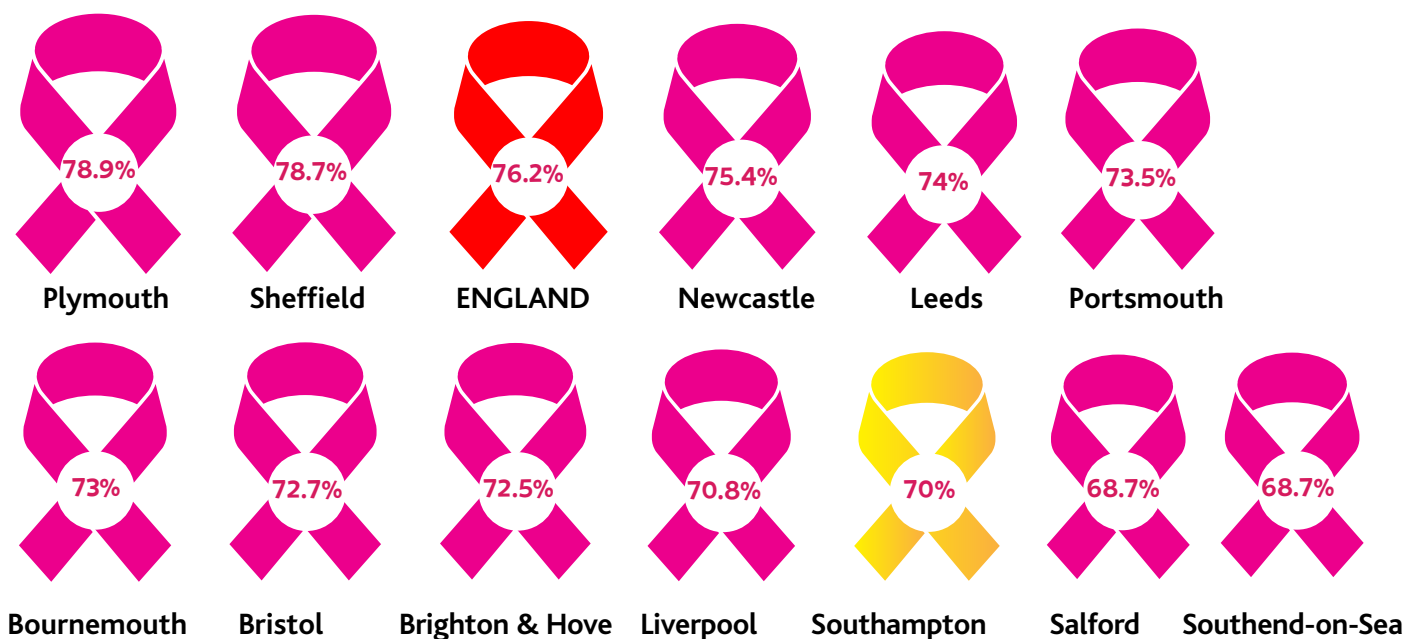 78.9% 78.7% 76.2% 75.4% 74% 73.5%
Plymouth Sheffield ENGLAND Newcastle Leeds Portsmouth
73% 72.7% 72.5% 70.8% 70% 68.7% 68.7%
Bournemouth Bristol Brighton & Hove Liverpool Southampton Salford Southend-on-Sea